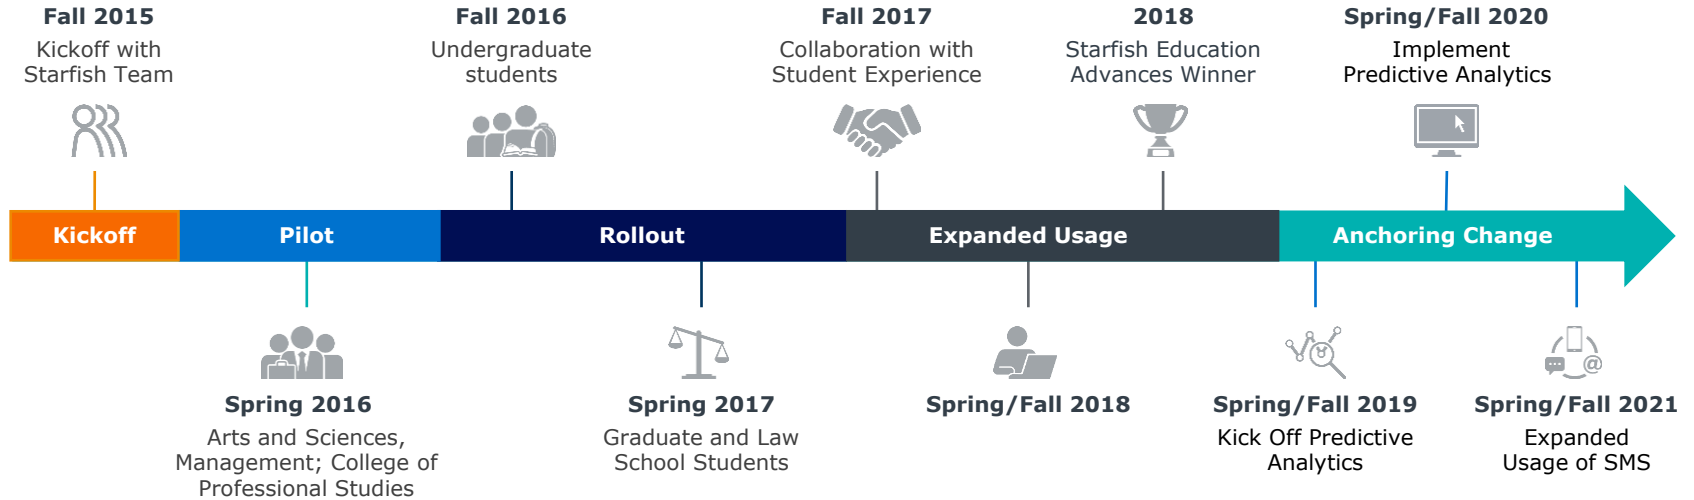 Fall 2015
Kickoff with
Starfish Team
Fall 2016
Undergraduate
students
Fall 2017
Collaboration with
Student Experience
2018
Starfish Education
Advances Winner
Spring/Fall 2020
Implement
Predictive Analytics
Kickoff
Pilot
Rollout
Expanded Usage
Anchoring Change
Spring 2016
Arts and Sciences,
Management; College of
Professional Studies
Spring 2017
Graduate and Law
School Students
Spring/Fall 2018
Spring/Fall 2019
Kick Off Predictive
Analytics
@
Spring/Fall 2021
Expanded
Usage of SMS